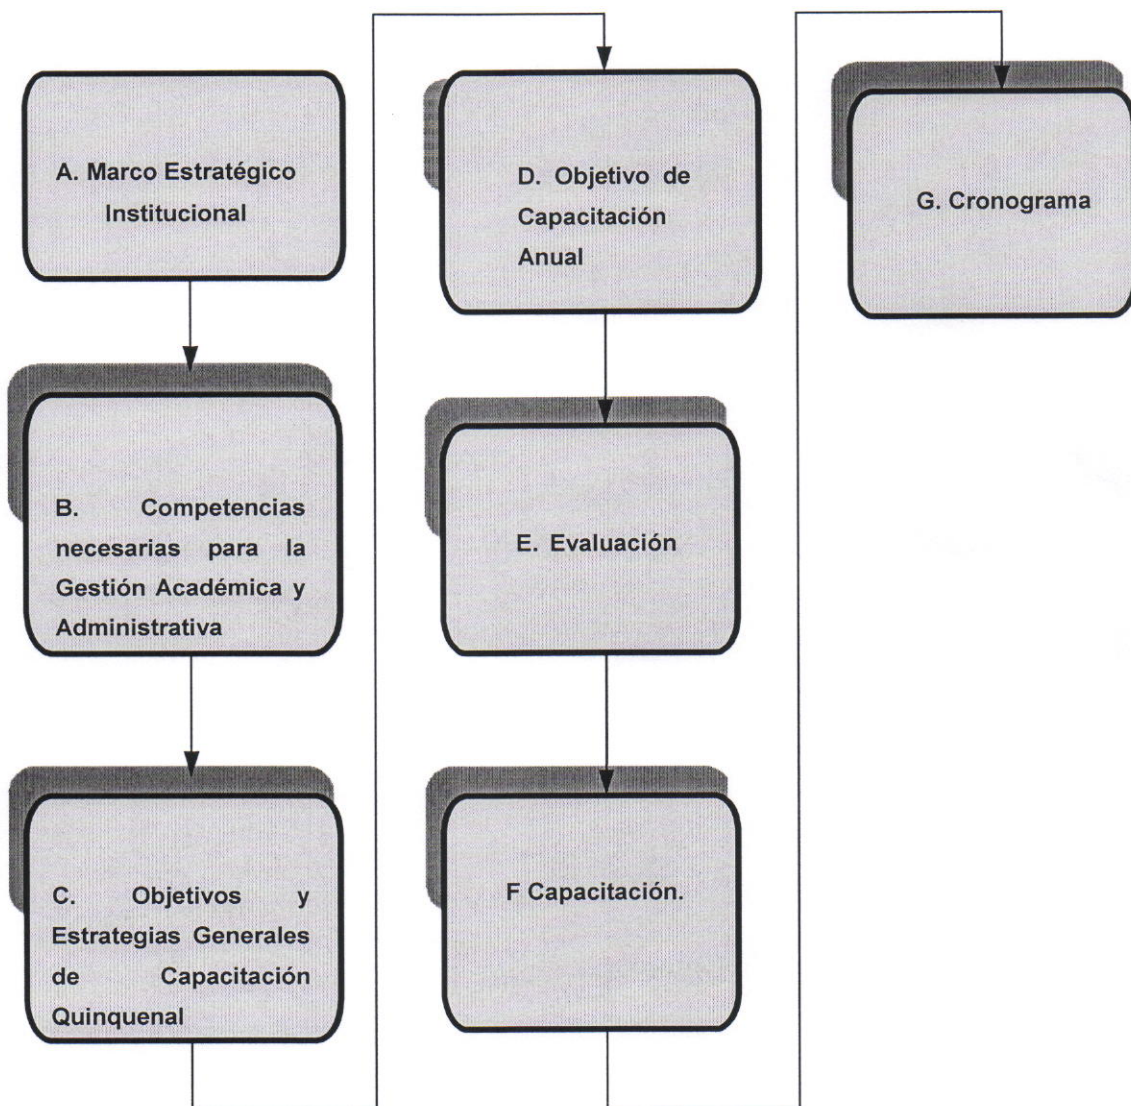 A. Marco Estratégico
Institucional
B. Competencias
necesarias para la
Gestión Académica y
Administrativa
C. Objetivos y
Estrategias Generales
de Capacitación
Quinquenal
D. Objetivo de
Capacitación
Anual
E. Evaluación
F Capacitación.
G. Cronograma